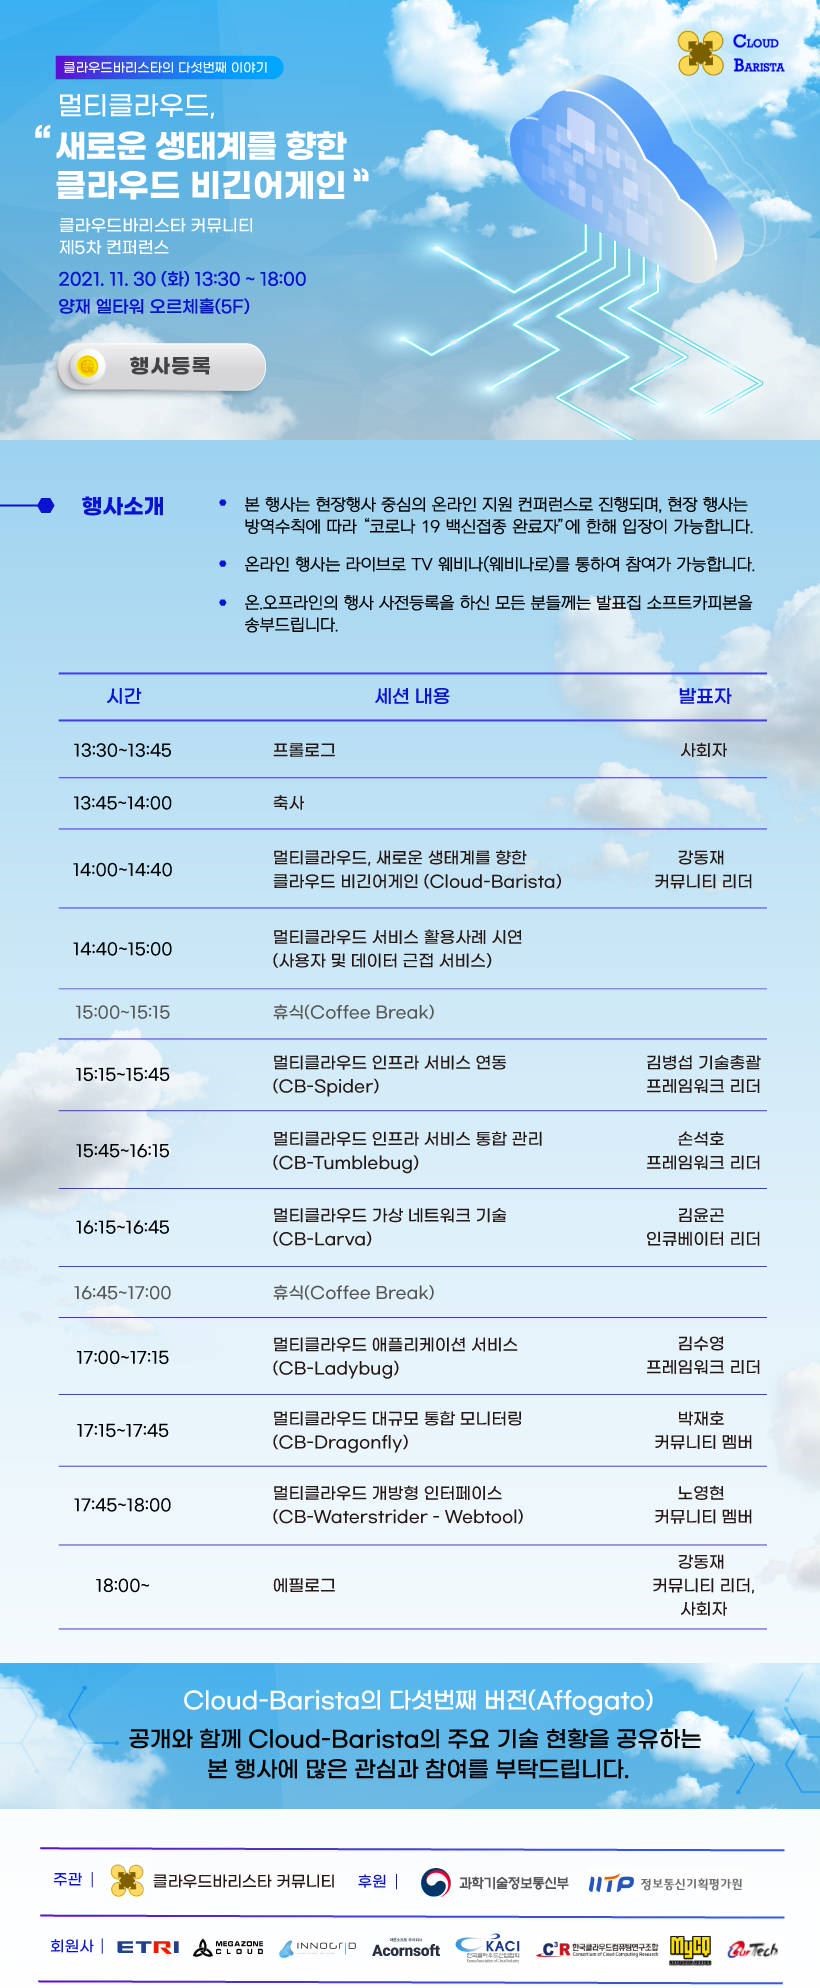 클라우드바리스타의 다섯번째 이야기
CLOUD
BARISTA
멀티클라우드,
“새로운 생태계를 향한
클라우드 비긴어게인”
클라우드바리스타 커뮤니티
제5차 컨퍼런스
2021. 11. 30 (화) 13:30 ~ 18:00
양재 엘타워 오르체홀(5F)
행사등록
행사소개
본 행사는 현장행사 중심의 온라인 지원 컨퍼런스로 진행되며, 현장 행사는
방역수칙에 따라 “코로나 19 백신접종 완료자”에 한해 입장이 가능합니다.
온라인 행사는 라이브로 TV 웨비나(웨비나로)를 통하여 참여가 가능합니다.
온.오프라인의 행사 사전등록을 하신 모든 분들께는 발표집 소프트카피본을
송부드립니다.
시간 세션 내용 발표자
13:30~13:45 프롤로그 사회자
13:45~14:00 축사
14:00~14:40
멀티클라우드, 새로운 생태계를 향한
클라우드 비긴어게인 (Cloud-Barista)
강동재
커뮤니티 리더
14:40~15:00
멀티클라우드 서비스 활용사례 시연
(사용자 및 데이터 근접 서비스)
15:00~15:15 휴식(Coffee Break)
15:15~15:45
멀티클라우드 인프라 서비스 연동
(CB-Spider)
김병섭 기술총괄
프레임워크 리더
15:45~16:15
멀티클라우드 인프라 서비스 통합 관리
(CB-Tumblebug)
손석호
프레임워크 리더
16:15~16:45
멀티클라우드 가상 네트워크 기술
(CB-Larva)
김윤곤
인큐베이터 리더
16:45~17:00 휴식(Coffee Break)
17:00~17:15
멀티클라우드 애플리케이션 서비스
(CB-Ladybug)
김수영
프레임워크 리더
17:15~17:45
멀티클라우드 대규모 통합 모니터링
(CB-Dragonfly)
박재호
커뮤니티 멤버
17:45~18:00
멀티클라우드 개방형 인터페이스
(CB-Waterstrider - Webtool)
노영현
커뮤니티 멤버
18:00~ 에필로그
강동재
커뮤니티 리더,
사회자
Cloud-Barista의 다섯번째 버전(Affogato)
공개와 함께 Cloud-Barista의 주요 기술 현황을 공유하는
본 행사에 많은 관심과 참여를 부탁드립니다.
주관 | 클라우드바리스타 커뮤니티 후원 | 과학기술정보통신부 IITP 정보통신기획평가원
회원사 | ETRI MEGAZONE CLOUD INNOGRID Acornsoft KACI C³R 한국클라우드컴퓨팅연구조합 Consortium of Cloud Computing Research MyCQ OurTech